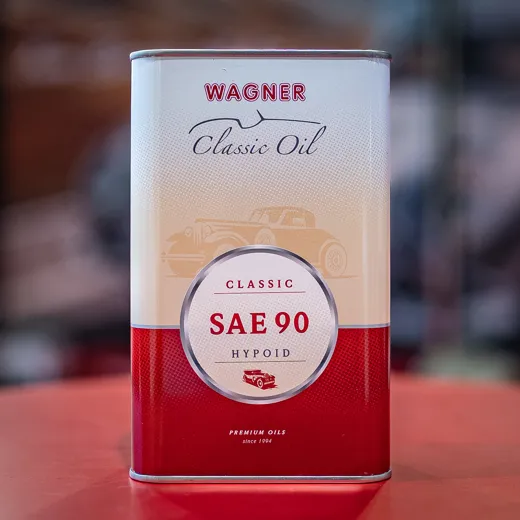 WAGNER
Classic Oil
CLASSIC
SAE 90
HYPOID
PREMIUM OILS
since 1994